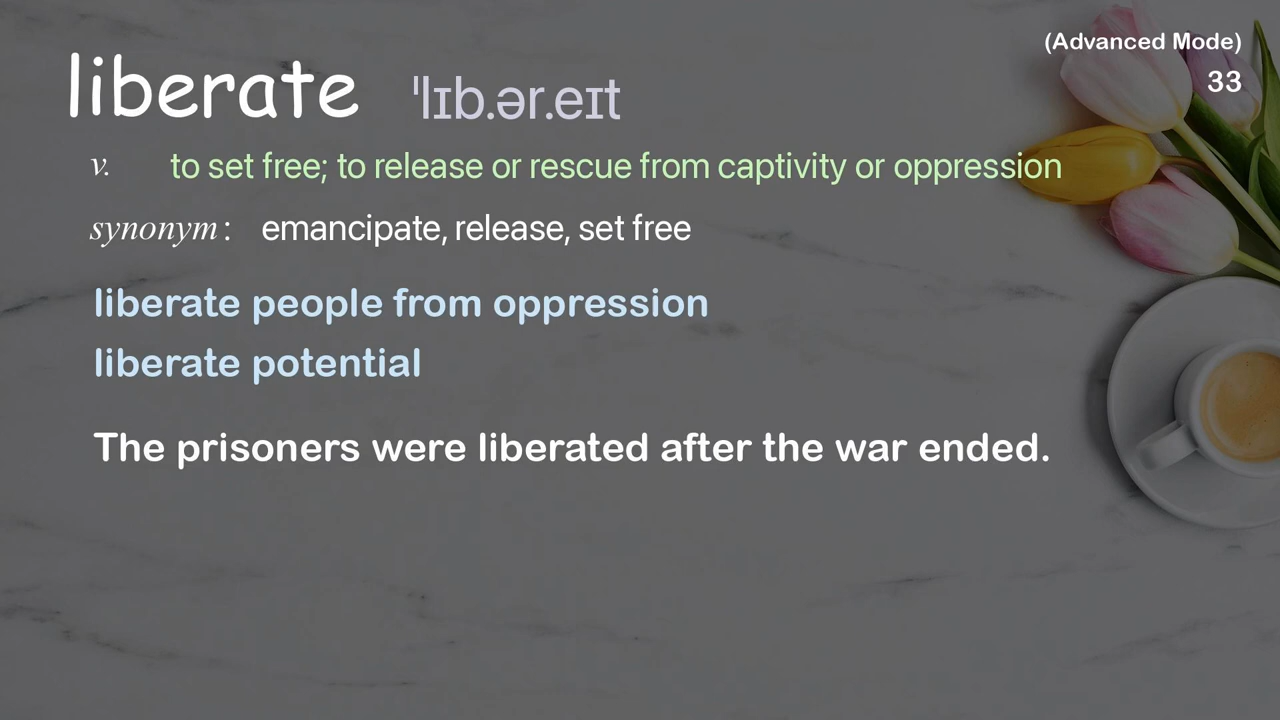 (Advanced Mode)
33
liberate ˈlɪb.ər.eɪt
v. to set free; to release or rescue from captivity or oppression
synonym: emancipate, release, set free
liberate people from oppression
liberate potential
The prisoners were liberated after the war ended.